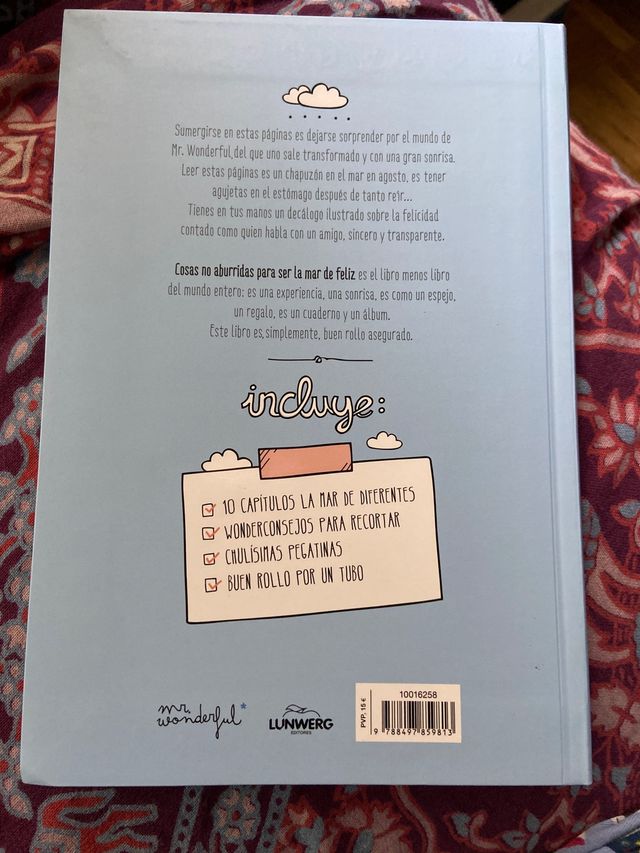 Sumergirse en estas páginas es dejarse sorprender por el mundo de
Mr. Wonderful, del que uno sale transformado y con una gran sonrisa.
Leer estas páginas es un chapuzón en el mar en agosto, es tener
agujetas en el estómago después de tanto reír...
Tienes en tus manos un decálogo ilustrado sobre la felicidad
contado como quien habla con un amigo, sincero y transparente.
Cosas no aburridas para ser la mar de feliz es el libro menos libro
del mundo entero: es una experiencia, una sonrisa, es como un espejo,
un regalo, es un cuaderno y un álbum.
Este libro es, simplemente, buen rollo asegurado.
incluye:
10 CAPÍTULOS LA MAR DE DIFERENTES
WONDERCONSEJOS PARA RECORTAR
CHULÍSIMAS PEGATINAS
BUEN ROLLO POR UN TUBO
mr.
wonderful*
LUNWERG
EDITORES
PVP. 15 €
10016258
9 788497 859813